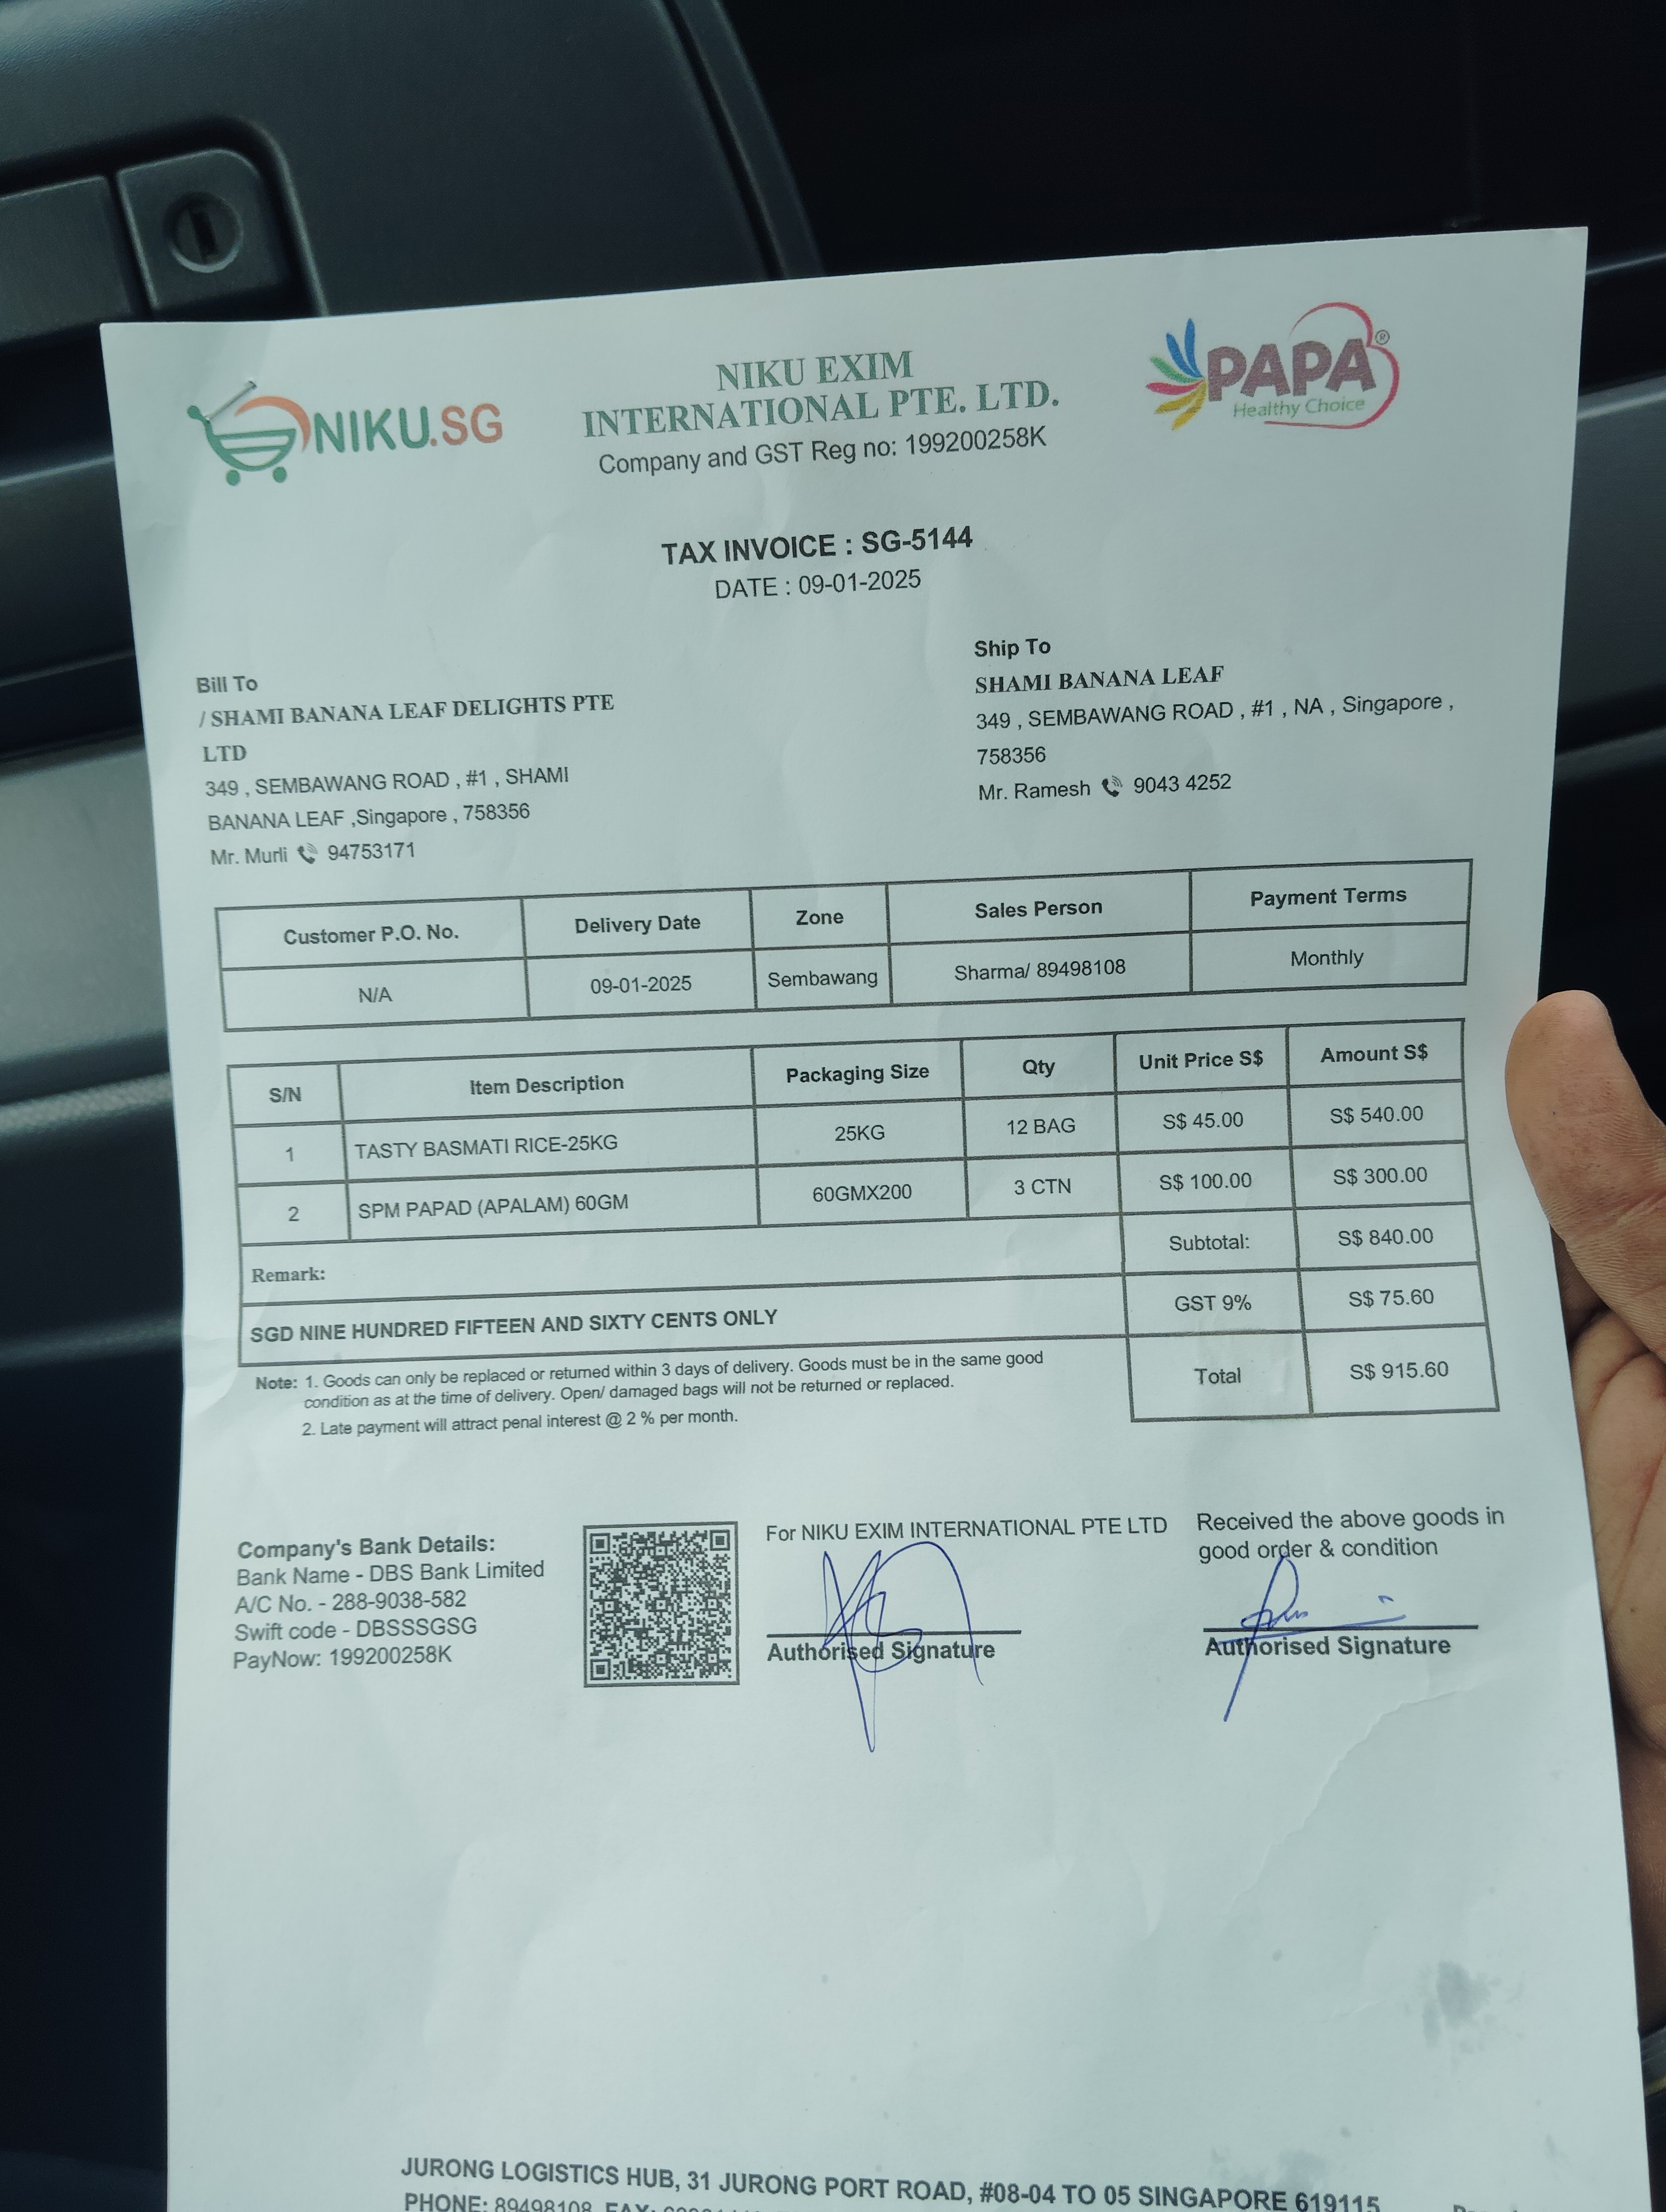 NIKU.SG
NIKU EXIM
INTERNATIONAL PTE. LTD.
Company and GST Reg no: 199200258K
PAPA®
Healthy Choice
TAX INVOICE : SG-5144
DATE : 09-01-2025
Bill To
/ SHAMI BANANA LEAF DELIGHTS PTE
LTD
349 , SEMBAWANG ROAD , #1 , SHAMI
BANANA LEAF ,Singapore , 758356
Mr. Murli 94753171
Ship To
SHAMI BANANA LEAF
349 , SEMBAWANG ROAD , #1 , NA , Singapore ,
758356
Mr. Ramesh 9043 4252
Customer P.O. No. Delivery Date Zone Sales Person Payment Terms
N/A 09-01-2025 Sembawang Sharma/ 89498108 Monthly
S/N Item Description Packaging Size Qty Unit Price S$ Amount S$
1 TASTY BASMATI RICE-25KG 25KG 12 BAG S$ 45.00 S$ 540.00
2 SPM PAPAD (APALAM) 60GM 60GMX200 3 CTN S$ 100.00 S$ 300.00
Remark: Subtotal: S$ 840.00
SGD NINE HUNDRED FIFTEEN AND SIXTY CENTS ONLY GST 9% S$ 75.60
Total S$ 915.60
Note: 1. Goods can only be replaced or returned within 3 days of delivery. Goods must be in the same good
condition as at the time of delivery. Open/ damaged bags will not be returned or replaced.
2. Late payment will attract penal interest @ 2 % per month.
Company's Bank Details:
Bank Name - DBS Bank Limited
A/C No. - 288-9038-582
Swift code - DBSSSGSG
PayNow: 199200258K
For NIKU EXIM INTERNATIONAL PTE LTD
Authorised Signature
Received the above goods in
good order & condition
Authorised Signature
JURONG LOGISTICS HUB, 31 JURONG PORT ROAD, #08-04 TO 05 SINGAPORE 619115
PHONE: 89498108 FAX: